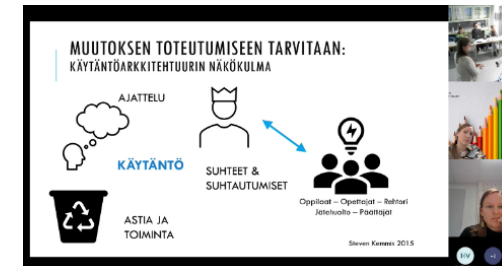 MUUTOKSEN TOTEUTUMISEEN TARVITAAN:
KÄYTÄNTÖARKKITEHTUURIN NÄKÖKULMA
AJATTELU
KÄYTÄNTÖ
SUHTEET &
SUHTAUTUMISET
ASTIA JA
TOIMINTA
Oppilaat – Opettajat – Rehtori
Jätehuolto – Päättäjät
Steven Kemmis 2015
HV